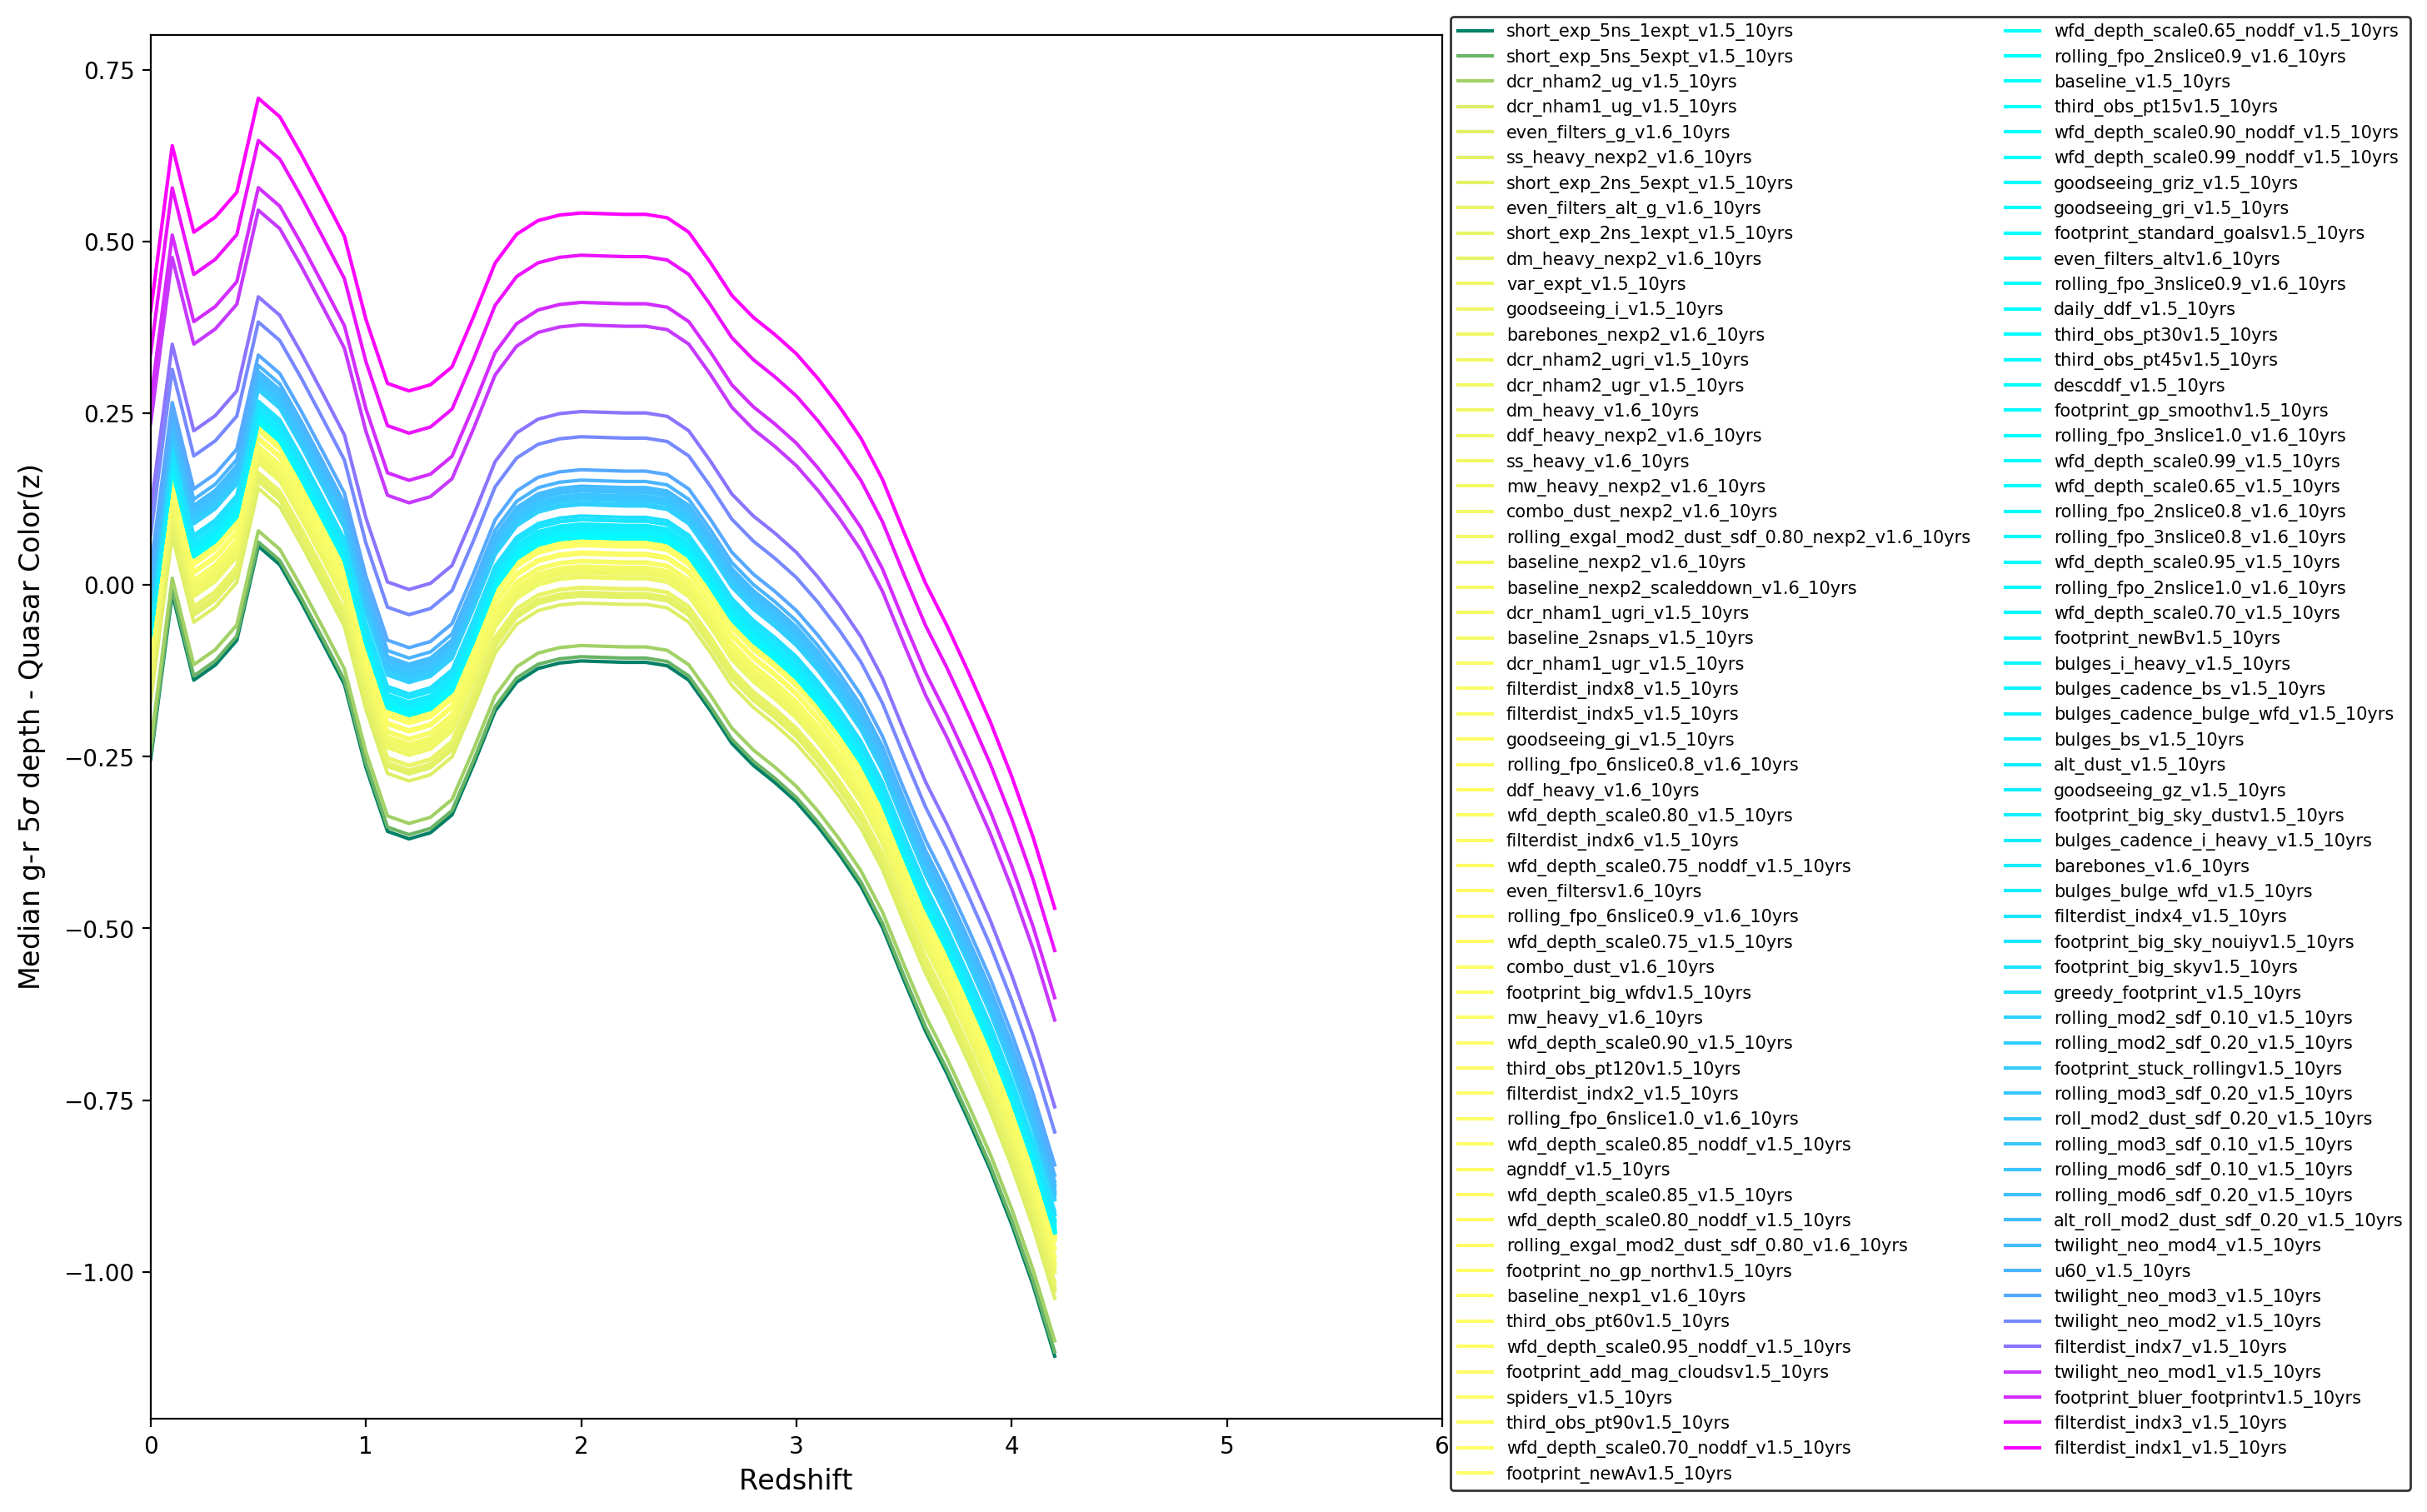 0.75
0.50
0.25
0.00
−0.25
−0.50
−0.75
−1.00
Median g-r 5σ depth - Quasar Color(z)
0
1
2
3
4
5
6
Redshift
short_exp_5ns_1expt_v1.5_10yrs
short_exp_5ns_5expt_v1.5_10yrs
dcr_nham2_ug_v1.5_10yrs
dcr_nham1_ug_v1.5_10yrs
even_filters_g_v1.6_10yrs
ss_heavy_nexp2_v1.6_10yrs
short_exp_2ns_5expt_v1.5_10yrs
even_filters_alt_g_v1.6_10yrs
short_exp_2ns_1expt_v1.5_10yrs
dm_heavy_nexp2_v1.6_10yrs
var_expt_v1.5_10yrs
goodseeing_i_v1.5_10yrs
barebones_nexp2_v1.6_10yrs
dcr_nham2_ugri_v1.5_10yrs
dcr_nham2_ugr_v1.5_10yrs
dm_heavy_v1.6_10yrs
ddf_heavy_nexp2_v1.6_10yrs
ss_heavy_v1.6_10yrs
mw_heavy_nexp2_v1.6_10yrs
combo_dust_nexp2_v1.6_10yrs
rolling_exgal_mod2_dust_sdf_0.80_nexp2_v1.6_10yrs
baseline_nexp2_v1.6_10yrs
baseline_nexp2_scaleddown_v1.6_10yrs
dcr_nham1_ugri_v1.5_10yrs
baseline_2snaps_v1.5_10yrs
dcr_nham1_ugr_v1.5_10yrs
filterdist_indx8_v1.5_10yrs
filterdist_indx5_v1.5_10yrs
goodseeing_gi_v1.5_10yrs
rolling_fpo_6nslice0.8_v1.6_10yrs
ddf_heavy_v1.6_10yrs
wfd_depth_scale0.80_v1.5_10yrs
filterdist_indx6_v1.5_10yrs
wfd_depth_scale0.75_noddf_v1.5_10yrs
even_filtersv1.6_10yrs
rolling_fpo_6nslice0.9_v1.6_10yrs
wfd_depth_scale0.75_v1.5_10yrs
combo_dust_v1.6_10yrs
footprint_big_wfdv1.5_10yrs
mw_heavy_v1.6_10yrs
wfd_depth_scale0.90_v1.5_10yrs
third_obs_pt120v1.5_10yrs
filterdist_indx2_v1.5_10yrs
rolling_fpo_6nslice1.0_v1.6_10yrs
wfd_depth_scale0.85_noddf_v1.5_10yrs
agnddf_v1.5_10yrs
wfd_depth_scale0.85_v1.5_10yrs
wfd_depth_scale0.80_noddf_v1.5_10yrs
rolling_exgal_mod2_dust_sdf_0.80_v1.6_10yrs
footprint_no_gp_northv1.5_10yrs
baseline_nexp1_v1.6_10yrs
third_obs_pt60v1.5_10yrs
wfd_depth_scale0.95_noddf_v1.5_10yrs
footprint_add_mag_cloudsv1.5_10yrs
spiders_v1.5_10yrs
third_obs_pt90v1.5_10yrs
wfd_depth_scale0.70_noddf_v1.5_10yrs
footprint_newAv1.5_10yrs
wfd_depth_scale0.65_noddf_v1.5_10yrs
rolling_fpo_2nslice0.9_v1.6_10yrs
baseline_v1.5_10yrs
third_obs_pt15v1.5_10yrs
wfd_depth_scale0.90_noddf_v1.5_10yrs
wfd_depth_scale0.99_noddf_v1.5_10yrs
goodseeing_griz_v1.5_10yrs
goodseeing_gri_v1.5_10yrs
footprint_standard_goalsv1.5_10yrs
even_filters_altv1.6_10yrs
rolling_fpo_3nslice0.9_v1.6_10yrs
daily_ddf_v1.5_10yrs
third_obs_pt30v1.5_10yrs
third_obs_pt45v1.5_10yrs
descddf_v1.5_10yrs
footprint_gp_smoothv1.5_10yrs
rolling_fpo_3nslice1.0_v1.6_10yrs
wfd_depth_scale0.99_v1.5_10yrs
wfd_depth_scale0.65_v1.5_10yrs
rolling_fpo_2nslice0.8_v1.6_10yrs
rolling_fpo_3nslice0.8_v1.6_10yrs
wfd_depth_scale0.95_v1.5_10yrs
rolling_fpo_2nslice1.0_v1.6_10yrs
wfd_depth_scale0.70_v1.5_10yrs
footprint_newBv1.5_10yrs
bulges_i_heavy_v1.5_10yrs
bulges_cadence_bs_v1.5_10yrs
bulges_cadence_bulge_wfd_v1.5_10yrs
bulges_bs_v1.5_10yrs
alt_dust_v1.5_10yrs
goodseeing_gz_v1.5_10yrs
footprint_big_sky_dustv1.5_10yrs
bulges_cadence_i_heavy_v1.5_10yrs
barebones_v1.6_10yrs
bulges_bulge_wfd_v1.5_10yrs
filterdist_indx4_v1.5_10yrs
footprint_big_sky_nouiyv1.5_10yrs
footprint_big_skyv1.5_10yrs
greedy_footprint_v1.5_10yrs
rolling_mod2_sdf_0.10_v1.5_10yrs
rolling_mod2_sdf_0.20_v1.5_10yrs
footprint_stuck_rollingv1.5_10yrs
rolling_mod3_sdf_0.20_v1.5_10yrs
roll_mod2_dust_sdf_0.20_v1.5_10yrs
rolling_mod3_sdf_0.10_v1.5_10yrs
rolling_mod6_sdf_0.10_v1.5_10yrs
rolling_mod6_sdf_0.20_v1.5_10yrs
alt_roll_mod2_dust_sdf_0.20_v1.5_10yrs
twilight_neo_mod4_v1.5_10yrs
u60_v1.5_10yrs
twilight_neo_mod3_v1.5_10yrs
twilight_neo_mod2_v1.5_10yrs
filterdist_indx7_v1.5_10yrs
twilight_neo_mod1_v1.5_10yrs
footprint_bluer_footprintv1.5_10yrs
filterdist_indx3_v1.5_10yrs
filterdist_indx1_v1.5_10yrs